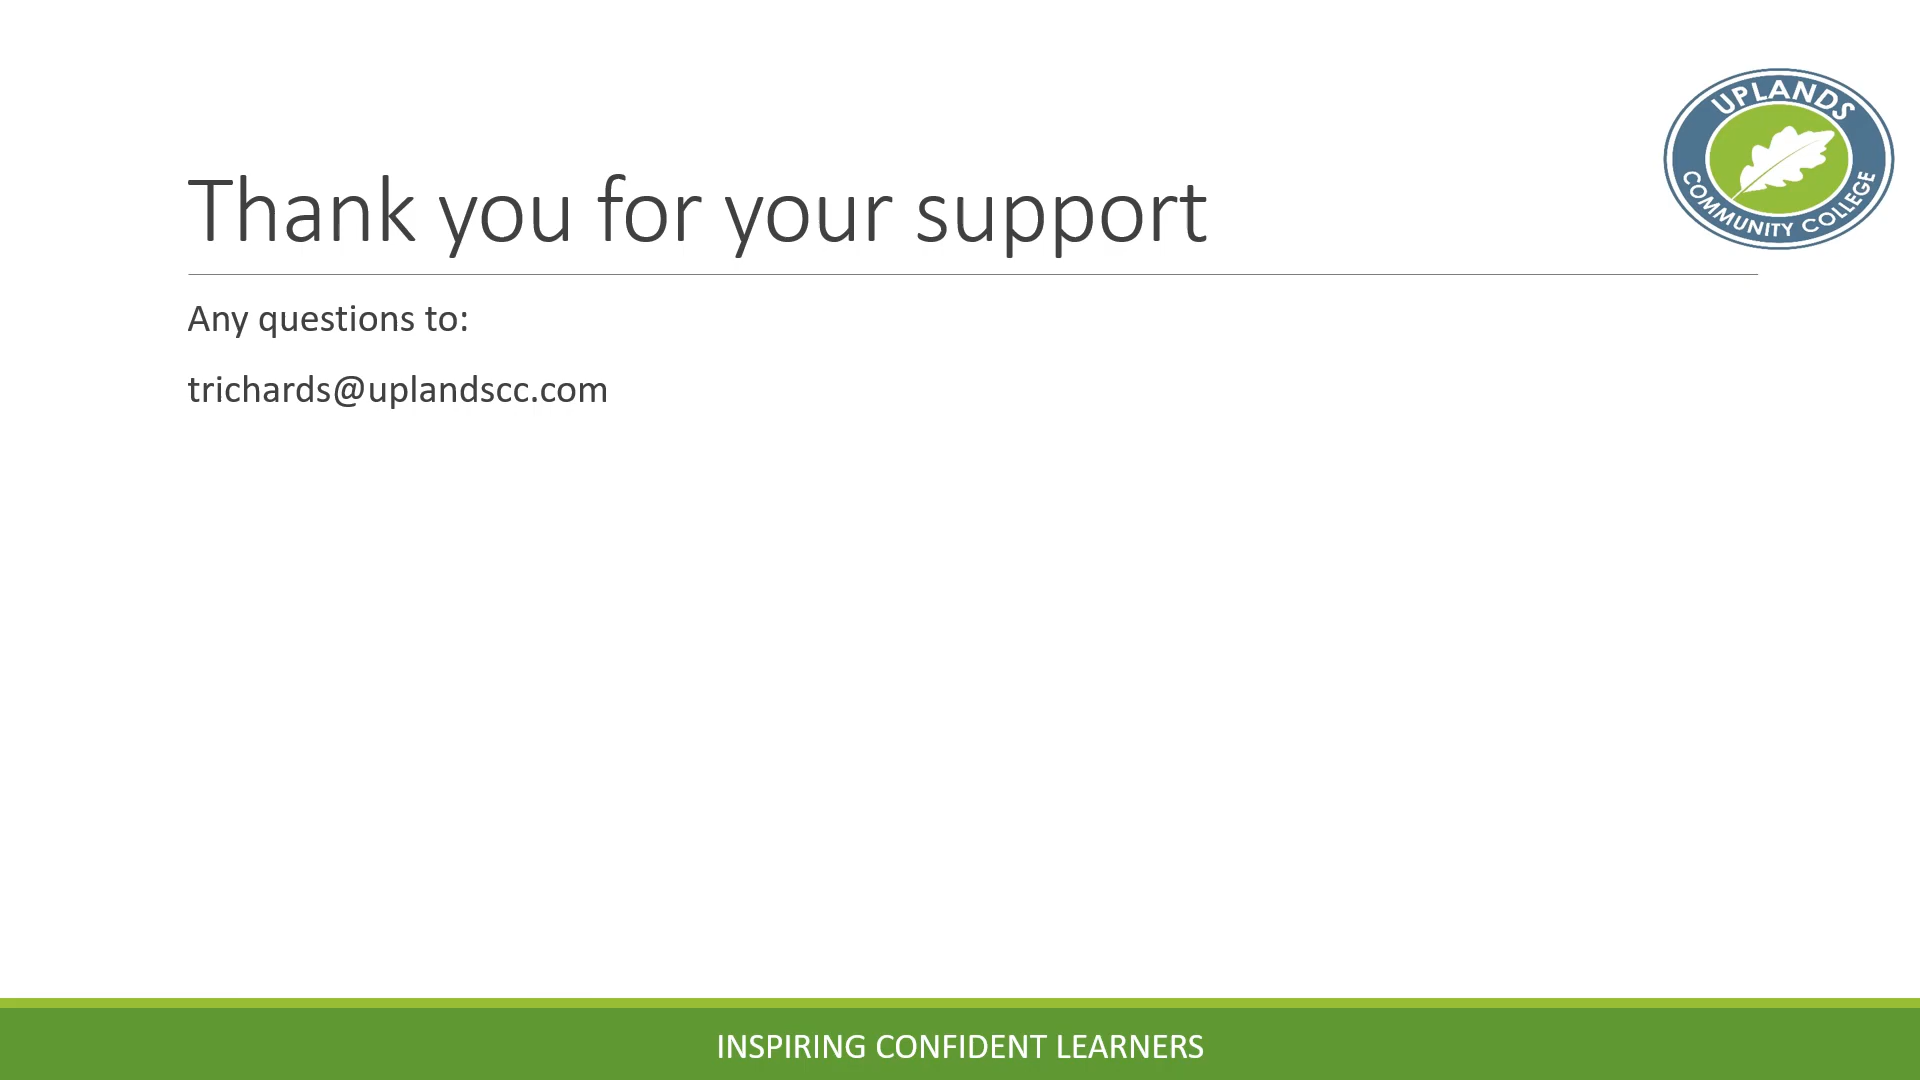 UPLANDS
COMMUNITY COLLEGE
Thank you for your support
Any questions to:
trichards@uplandscc.com
INSPIRING CONFIDENT LEARNERS